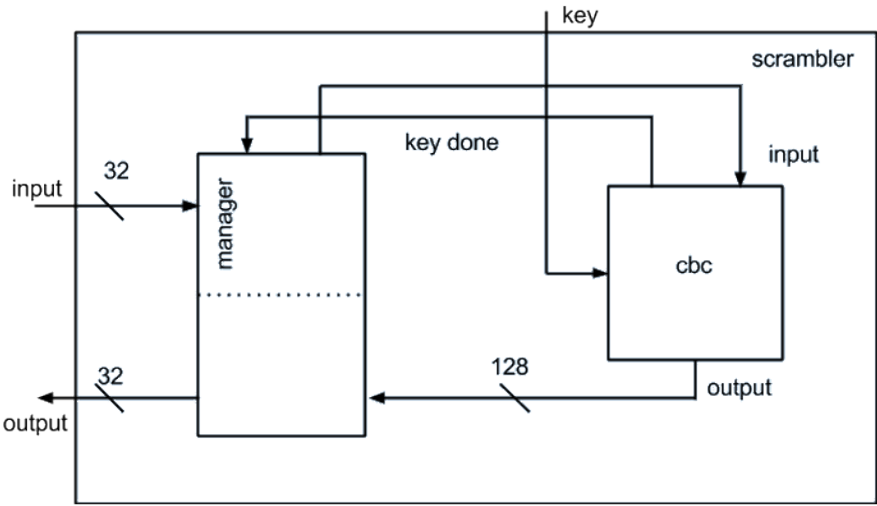 key
scrambler
key done
input
32
input
manager
cbc
128
32
output
output